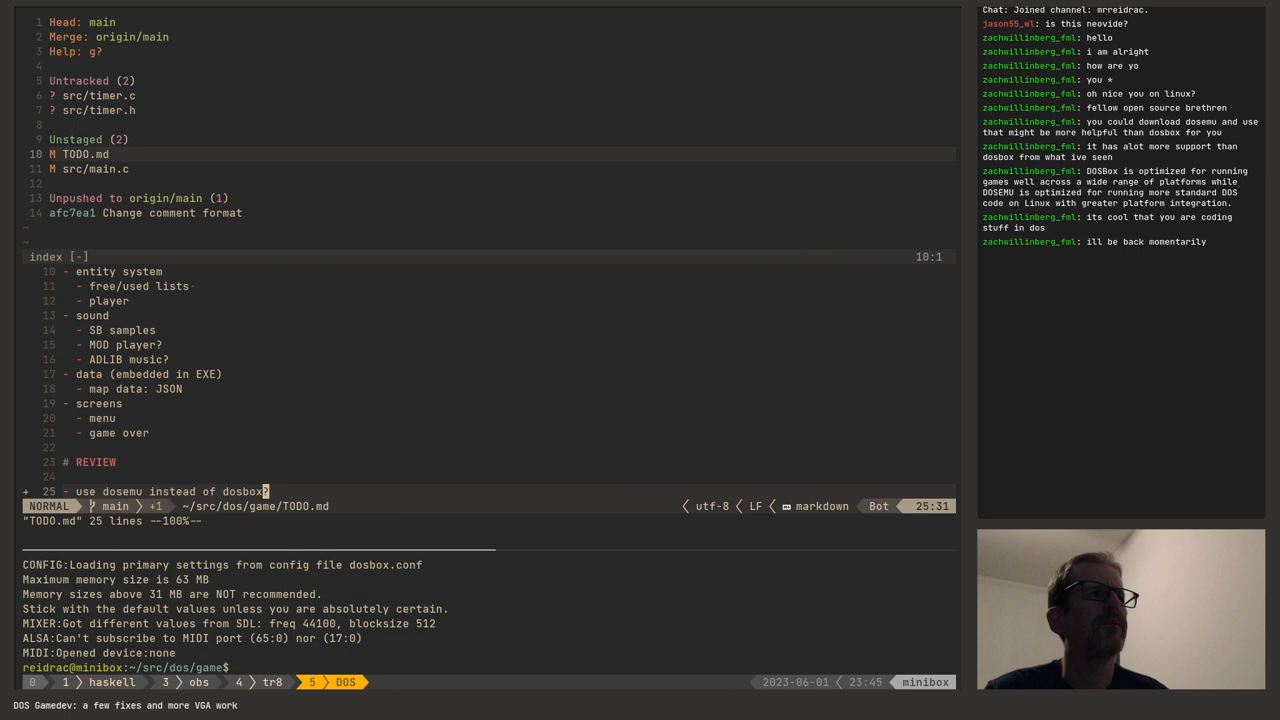 1 Head: main
2 Merge: origin/main
3 Help: g?
4
5 Untracked (2)
6 ? src/timer.c
7 ? src/timer.h
8
9 Unstaged (2)
10 M TODO.md
11 M src/main.c
12
13 Unpushed to origin/main (1)
14 afc7ea1 Change comment format
~
~
index [-] 10:1
10 - entity system
11 - free/used lists·
12 - player
13 - sound
14 - SB samples
15 - MOD player?
16 - ADLIB music?
17 - data (embedded in EXE)
18 - map data: JSON
19 - screens
20 - menu
21 - game over
22
23 # REVIEW
24
+ 25 - use dosemu instead of dosbox?
NORMAL main +1 ~/src/dos/game/TODO.md utf-8 LF markdown Bot 25:31
"TODO.md" 25 lines --100%--
CONFIG:Loading primary settings from config file dosbox.conf
Maximum memory size is 63 MB
Memory sizes above 31 MB are NOT recommended.
Stick with the default values unless you are absolutely certain.
MIXER:Got different values from SDL: freq 44100, blocksize 512
ALSA:Can't subscribe to MIDI port (65:0) nor (17:0)
MIDI:Opened device:none
reidrac@minibox:~/src/dos/game$
0 1 haskell 3 obs 4 tr8 5 DOS 2023-06-01 23:45 minibox
DOS Gamedev: a few fixes and more VGA work
Chat: Joined channel: mrreidrac.
jason55_wl: is this neovide?
zachwillinberg_fml: hello
zachwillinberg_fml: i am alright
zachwillinberg_fml: how are yo
zachwillinberg_fml: you *
zachwillinberg_fml: oh nice you on linux?
zachwillinberg_fml: fellow open source brethren
zachwillinberg_fml: you could download dosemu and use
that might be more helpful than dosbox for you
zachwillinberg_fml: it has alot more support than
dosbox from what ive seen
zachwillinberg_fml: DOSBox is optimized for running
games well across a wide range of platforms while
DOSEMU is optimized for running more standard DOS
code on Linux with greater platform integration.
zachwillinberg_fml: its cool that you are coding
stuff in dos
zachwillinberg_fml: ill be back momentarily